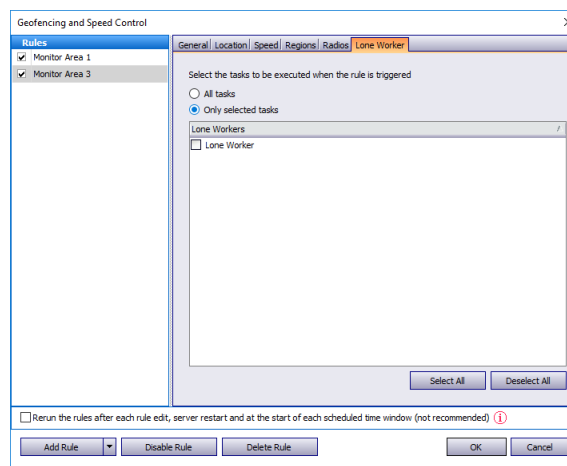 Geofencing and Speed Control
Rules
Monitor Area 1
Monitor Area 3
General Location Speed Regions Radios Lone Worker
Select the tasks to be executed when the rule is triggered
All tasks
Only selected tasks
Lone Workers
Lone Worker
Select All Deselect All
Rerun the rules after each rule edit, server restart and at the start of each scheduled time window (not recommended)
Add Rule Disable Rule Delete Rule OK Cancel